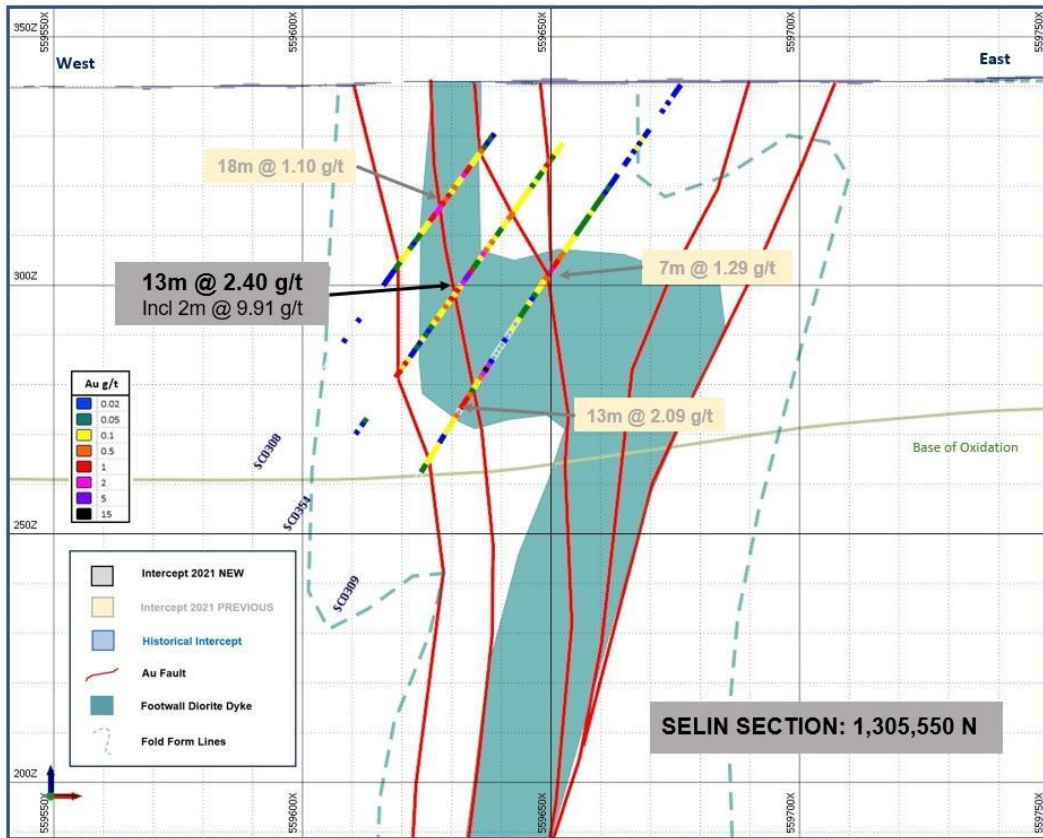 559550X
559600X
559650X
559700X
559750X
350Z
West
East
18m @ 1.10 g/t
7m @ 1.29 g/t
300Z
13m @ 2.40 g/t
Incl 2m @ 9.91 g/t
Au g/t
0.02
0.05
0.1
0.5
1
2
5
15
13m @ 2.09 g/t
Base of Oxidation
SC0308
SC0354
SC0309
250Z
Intercept 2021 NEW
Intercept 2021 PREVIOUS
Historical Intercept
Au Fault
Footwall Diorite Dyke
Fold Form Lines
SELIN SECTION: 1,305,550 N
200Z
559550X
559600X
559650X
559700X
559750X